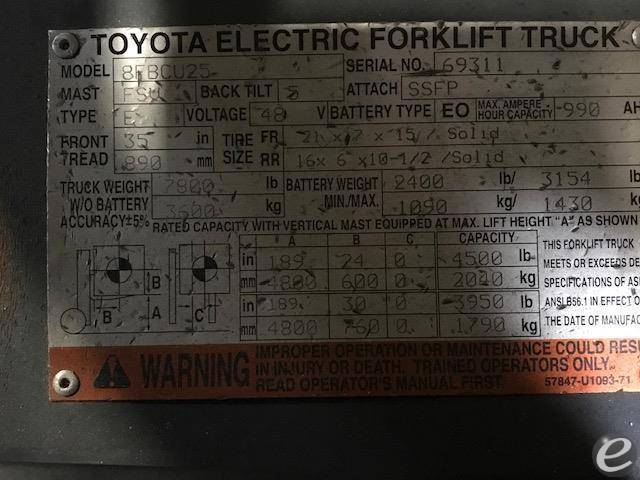 TOYOTA ELECTRIC FORKLIFT TRUCK
MODEL 8FBCU25 SERIAL NO. 69311
MAST FSV BACK TILT 5 ATTACH SSFP
TYPE E VOLTAGE 48 V BATTERY TYPE EO MAX. AMPERE HOUR CAPACITY 990 AH
FRONT 35 in TIRE FR 21 x 7 x 15 / Solid
TREAD 890 mm SIZE RR 16x 6 x10-1/2 /Solid
TRUCK WEIGHT 7800 lb BATTERY WEIGHT 2400 lb/ 3154 lb
W/O BATTERY 3600 kg MIN./MAX. 1090 kg/ 1430 kg
ACCURACY±5% RATED CAPACITY WITH VERTICAL MAST EQUIPPED AT MAX. LIFT HEIGHT "A" AS SHOWN
A B C CAPACITY
in 189 24 0 4500 lb
mm 4800 600 0 2040 kg
in 189 30 0 3950 lb
mm 4800 760 0 1790 kg
B
B A C
THIS FORKLIFT TRUCK
MEETS OR EXCEEDS DE
SPECIFICATIONS OF AS
ANSI,B56.1 IN EFFECT O
THE DATE OF MANUFAC
WARNING
IMPROPER OPERATION OR MAINTENANCE COULD RESU
IN INJURY OR DEATH. TRAINED OPERATORS ONLY.
READ OPERATOR'S MANUAL FIRST. 57847-U1093-71
e